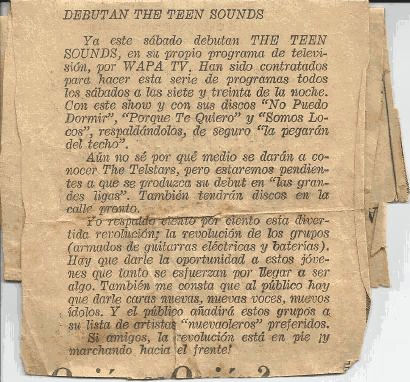 DEBUTAN THE TEEN SOUNDS
Ya este sábado debutan THE TEEN
SOUNDS, en su propio programa de televi-
sión, por WAPA TV. Han sido contratados
para hacer esta serie de programas todos
los sábados a las siete y treinta de la noche.
Con este show y con sus discos "No Puedo
Dormir", "Porque Te Quiero" y "Somos Lo-
cos", respaldándolos, de seguro "la pegarán
del techo".
Aún no sé por qué medio se darán a co-
nocer The Telstars, pero estaremos pendien-
tes a que se produzca su debut en "las gran-
des ligas". También tendrán discos en la
calle pronto.
Yo respaldo ciento por ciento esta diver-
tida revolución; la revolución de los grupos
(armados de guitarras eléctricas y baterías).
Hay que darle la oportunidad a estos jóve-
nes que tanto se esfuerzan por llegar a ser
algo. También me consta que al público hay
que darle caras nuevas, nuevas voces, nuevos
ídolos. Y el público añadirá estos grupos a
su lista de artistas "nuevaoleros" preferidos.
Si amigos, la revolución está en pie ¡y
marchando hacia el frente!